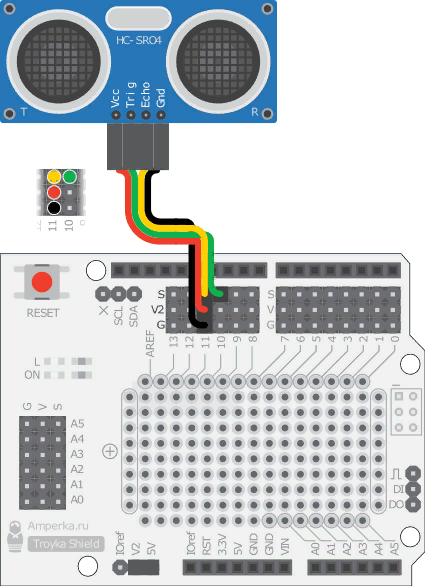 HC-SR04
Vcc Trig Echo Gnd
T R
11 10
RESET
X SCL SDA
S S
V2 V
G G
AREF 13 12 11 10 9 8 7 6 5 4 3 2 1 0
L
ON
G V S
A5
A4
A3
A2
A1
A0
DI
DO
Amperka.ru
Troyka Shield
IOref V2 5V IOref RST 3.3V 5V GND GND VIN A0 A1 A2 A3 A4 A5